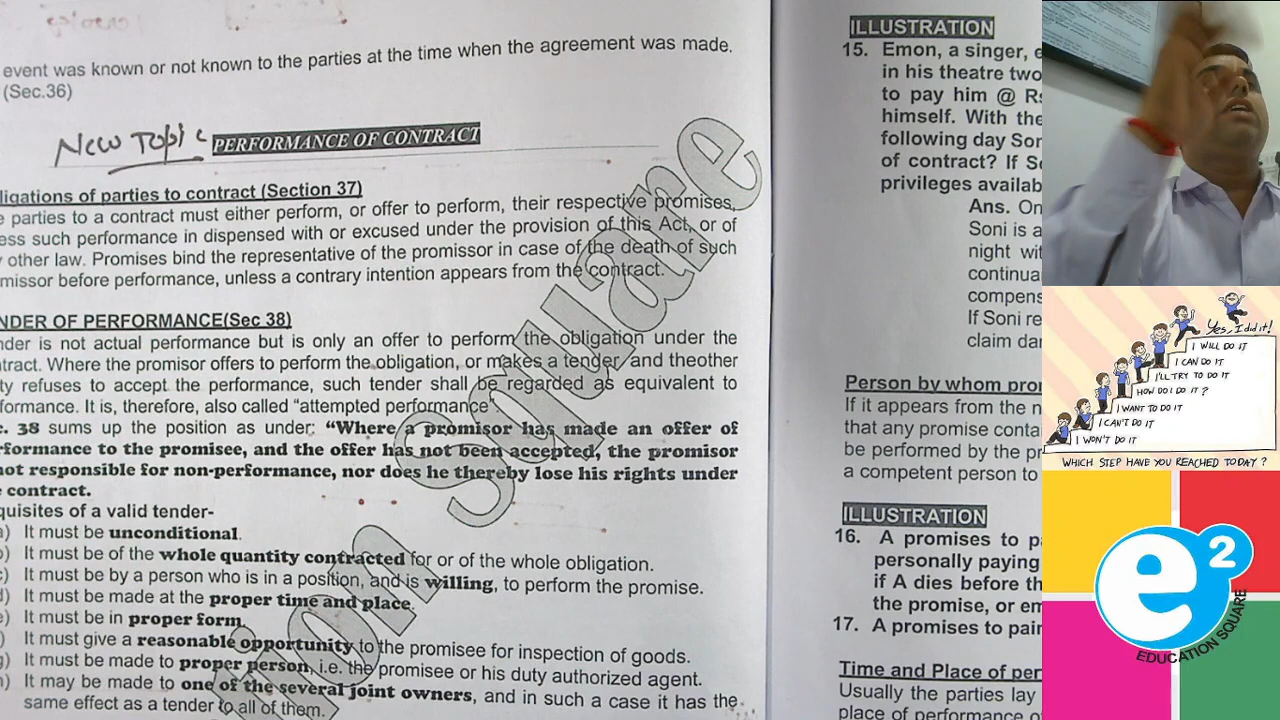 event was known or not known to the parties at the time when the agreement was made.
(Sec.36)
New Topic PERFORMANCE OF CONTRACT
ligations of parties to contract (Section 37)
e parties to a contract must either perform, or offer to perform, their respective promises,
ess such performance in dispensed with or excused under the provision of this Act, or of
other law. Promises bind the representative of the promissor in case of the death of such
missor before performance, unless a contrary intention appears from the contract.
NDER OF PERFORMANCE(Sec 38)
nder is not actual performance but is only an offer to perform the obligation under the
tract. Where the promisor offers to perform the obligation, or makes a tender, and theother
ty refuses to accept the performance, such tender shall be regarded as equivalent to
formance. It is, therefore, also called "attempted performance".
c. 38 sums up the position as under: "Where a promisor has made an offer of
rformance to the promisee, and the offer has not been accepted, the promisor
not responsible for non-performance, nor does he thereby lose his rights under
e contract.
quisites of a valid tender-
) It must be unconditional.
) It must be of the whole quantity contracted for or of the whole obligation.
) It must be by a person who is in a position, and is willing, to perform the promise.
) It must be made at the proper time and place.
) It must be in proper form.
) It must give a reasonable opportunity to the promisee for inspection of goods.
) It must be made to proper person, i.e. the promisee or his duty authorized agent.
) It may be made to one of the several joint owners, and in such a case it has the
same effect as a tender to all of them.
Square
ILLUSTRATION
15. Emon, a singer, e
in his theatre two
to pay him @ Rs
himself. With the
following day Son
of contract? If So
privileges availab
Ans. On
Soni is a
night wit
continua
compens
If Soni re
claim dar
Person by whom pro
If it appears from the n
that any promise conta
be performed by the pr
a competent person to
ILLUSTRATION
16. A promises to pa
personally paying
if A dies before th
the promise, or em
17. A promises to pain
Time and Place of per
Usually the parties lay
place of performance o
Yes, I did it!
I WILL DO IT
I CAN DO IT
I'LL TRY TO DO IT
HOW DO I DO IT?
I WANT TO DO IT
I CAN'T DO IT
I WON'T DO IT
WHICH STEP HAVE YOU REACHED TODAY?
e2
EDUCATION SQUARE